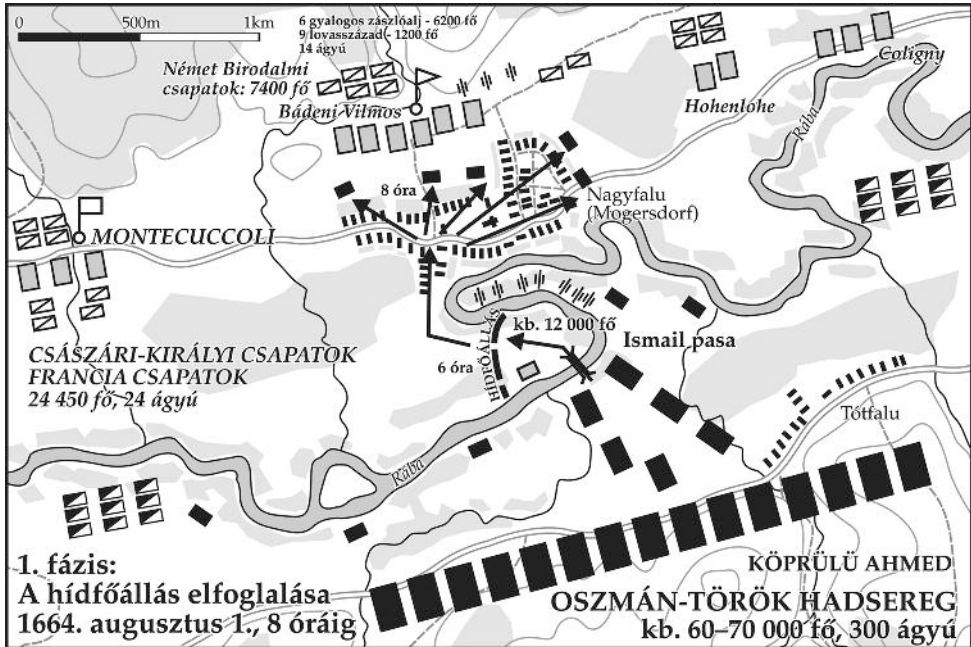 0 500m 1km
6 gyalogos zászlóalj - 6200 fő
9 lovasszázad - 1200 fő
14 ágyú
Német Birodalmi
csapatok: 7400 fő
Bádeni Vilmos
Hohenlohe
Coligny
Rába
8 óra
Nagyfalu
(Mogersdorf)
MONTECUCCOLI
kb. 12 000 fő
HÍDFŐÁLLÁS
6 óra
Ismail pasa
CSÁSZÁRI-KIRÁLYI CSAPATOK
FRANCIA CSAPATOK
24 450 fő, 24 ágyú
Tótfalu
Rába
1. fázis:
A hídfőállás elfoglalása
1664. augusztus 1., 8 óráig
KÖPRÜLÜ AHMED
OSZMÁN-TÖRÖK HADSEREG
kb. 60–70 000 fő, 300 ágyú